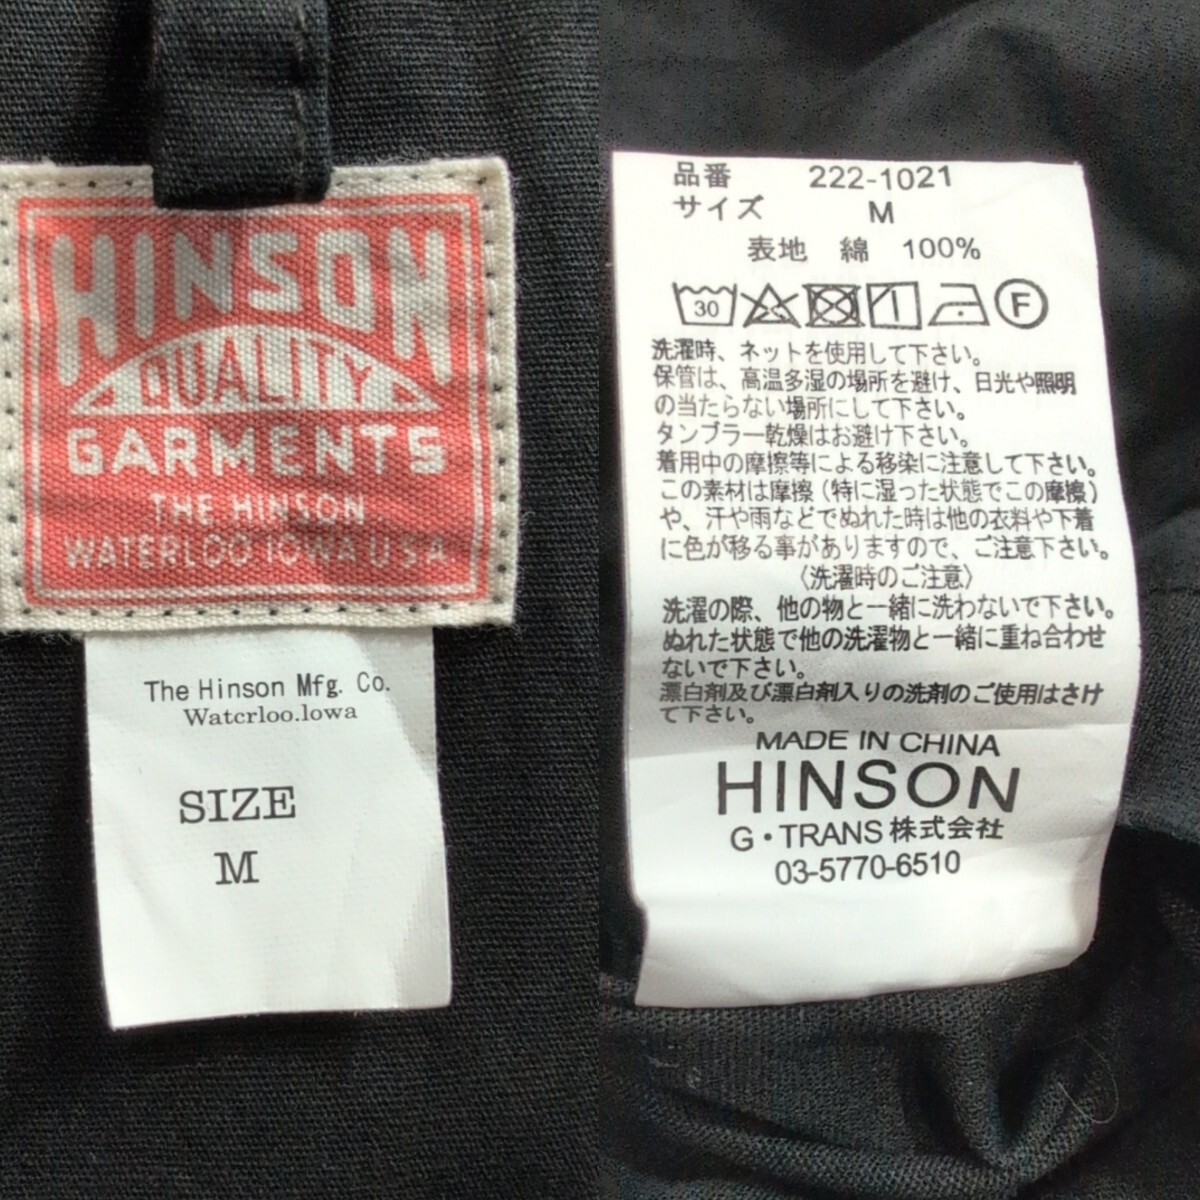 HINSON
QUALITY
GARMENTS
THE HINSON
WATERLOO IOWA U.S.A
The Hinson Mfg. Co.
Waterloo.lowa
SIZE
M
品番 222-1021
サイズ M
表地 綿 100%
30 F
洗濯時、ネットを使用して下さい。
保管は、高温多湿の場所を避け、日光や照明
の当たらない場所にして下さい。
タンブラー乾燥はお避け下さい。
着用中の摩擦等による移染に注意して下さい。
この素材は摩擦（特に湿った状態でこの摩擦）
や、汗や雨などでぬれた時は他の衣料や下着
に色が移る事がありますので、ご注意下さい。
〈洗濯時のご注意〉
洗濯の際、他の物と一緒に洗わないで下さい。
ぬれた状態で他の洗濯物と一緒に重ね合わせ
ないで下さい。
漂白剤及び漂白剤入りの洗剤のご使用はさけ
て下さい。
MADE IN CHINA
HINSON
G・TRANS株式会社
03-5770-6510